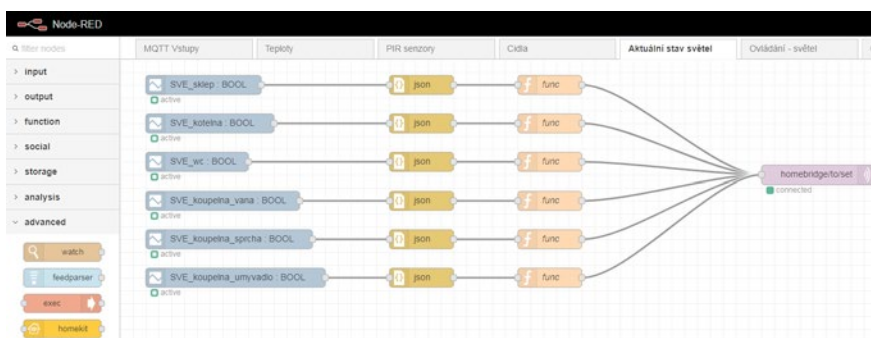 Node-RED
filter nodes
MQTT Vstupy
Teploty
PIR senzory
Cidla
Aktuální stav světel
Ovládání - světel
input
output
function
social
storage
analysis
advanced
watch
feedparser
exec
homekit
SVE_sklep : BOOL
active
json
func
SVE_kotelna : BOOL
active
json
func
SVE_wc : BOOL
active
json
func
SVE_koupelna_vana : BOOL
active
json
func
SVE_koupelna_sprcha : BOOL
active
json
func
SVE_koupelna_umyvadlo : BOOL
active
json
func
homebridge/to/set
connected